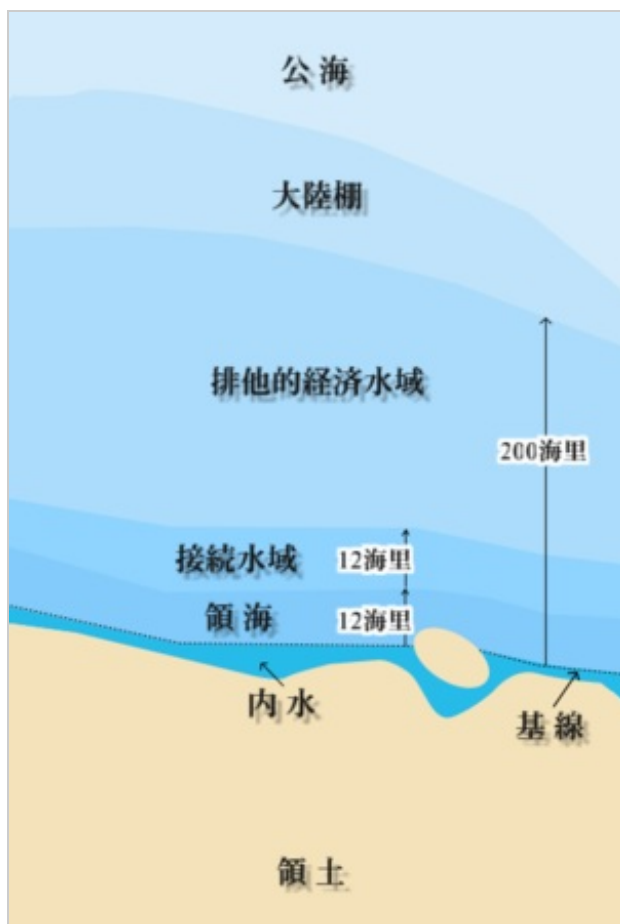 公海
大陸棚
排他的経済水域
200海里
接続水域
12海里
領海
12海里
内水
基線
領土